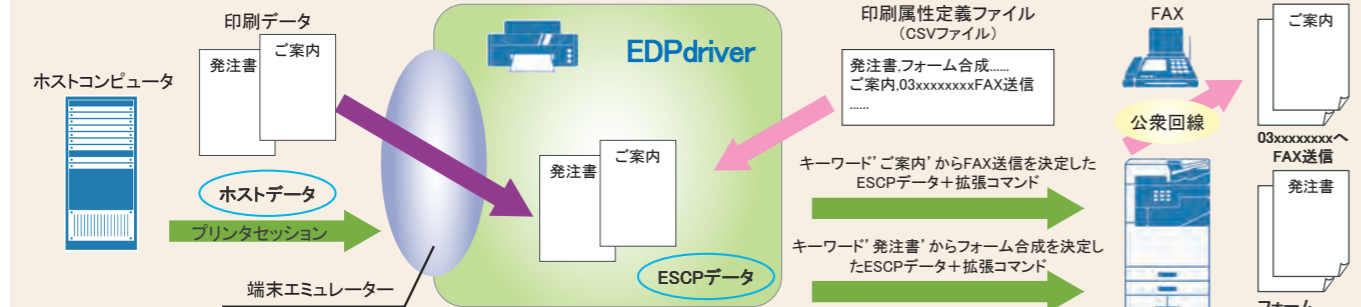 ホストコンピュータ
印刷データ
発注書
ご案内
ホストデータ
プリンタセッション
端末エミュレーター
EDPdriver
発注書
ご案内
ESCPデータ
印刷属性定義ファイル
（CSVファイル）
発注書,フォーム合成......
ご案内,03xxxxxxxxFAX送信
......
キーワード’ご案内’からFAX送信を決定した
ESCPデータ＋拡張コマンド
キーワード’発注書’からフォーム合成を決定し
たESCPデータ＋拡張コマンド
FAX
公衆回線
ご案内
03xxxxxxxxへ
FAX送信
発注書
フォーム